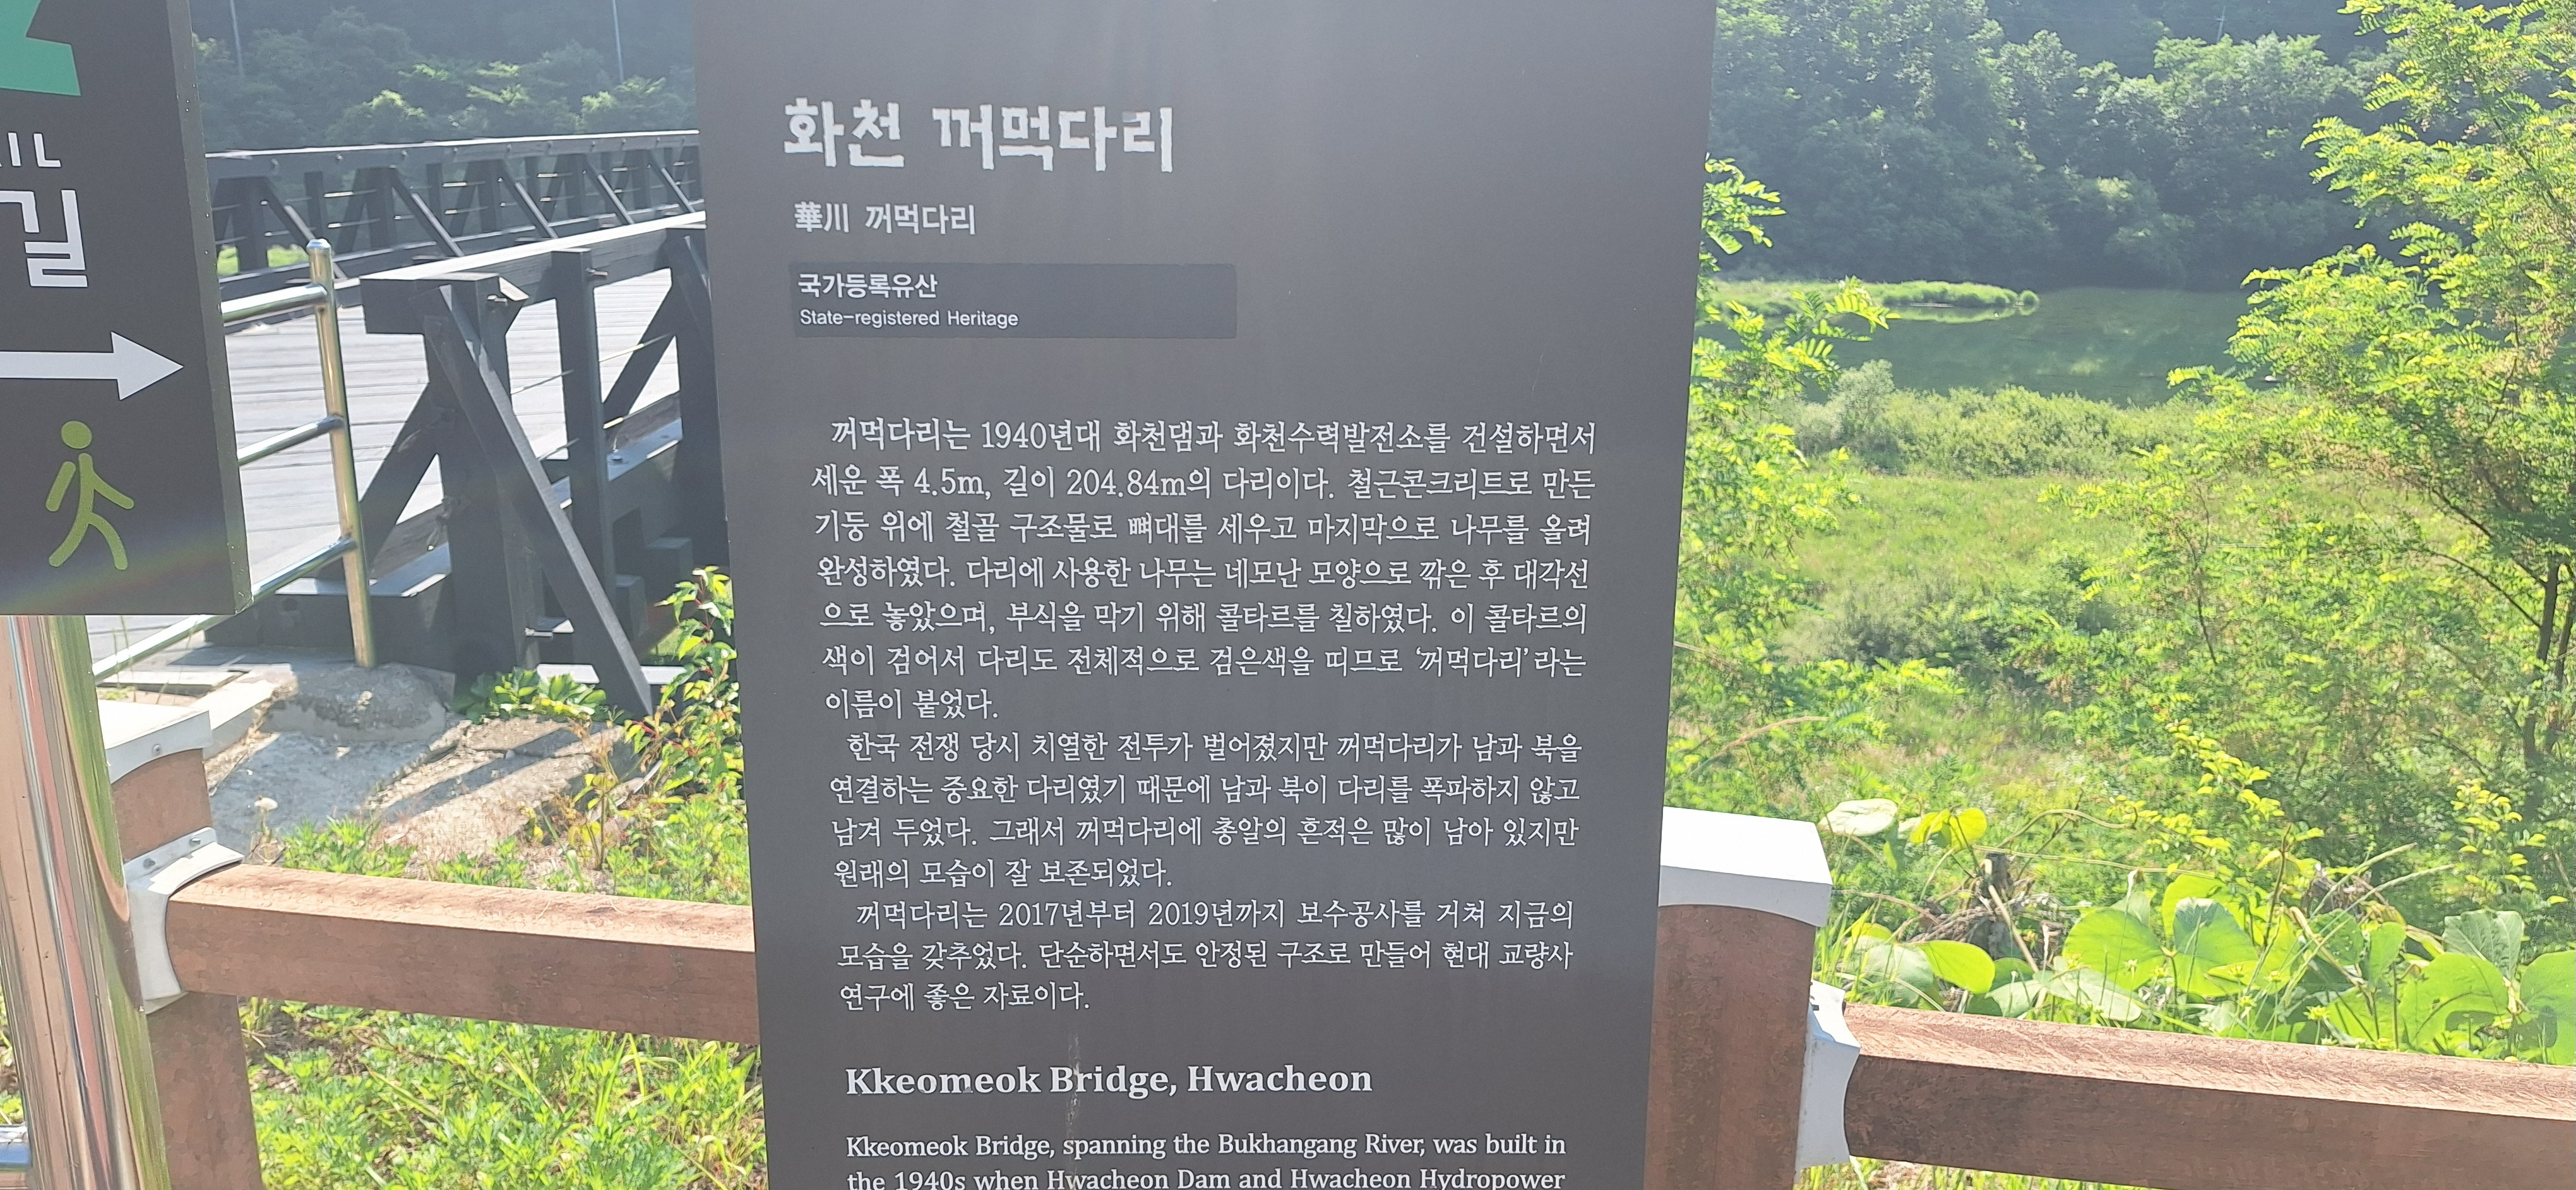 길
화천 꺼먹다리
華川 꺼먹다리
국가등록유산
State-registered Heritage
꺼먹다리는 1940년대 화천댐과 화천수력발전소를 건설하면서
세운 폭 4.5m, 길이 204.84m의 다리이다. 철근콘크리트로 만든
기둥 위에 철골 구조물로 뼈대를 세우고 마지막으로 나무를 올려
완성하였다. 다리에 사용한 나무는 네모난 모양으로 깎은 후 대각선
으로 놓았으며, 부식을 막기 위해 콜타르를 칠하였다. 이 콜타르의
색이 검어서 다리도 전체적으로 검은색을 띠므로 ‘꺼먹다리’라는
이름이 붙었다.
한국 전쟁 당시 치열한 전투가 벌어졌지만 꺼먹다리가 남과 북을
연결하는 중요한 다리였기 때문에 남과 북이 다리를 폭파하지 않고
남겨 두었다. 그래서 꺼먹다리에 총알의 흔적은 많이 남아 있지만
원래의 모습이 잘 보존되었다.
꺼먹다리는 2017년부터 2019년까지 보수공사를 거쳐 지금의
모습을 갖추었다. 단순하면서도 안정된 구조로 만들어 현대 교량사
연구에 좋은 자료이다.
Kkeomeok Bridge, Hwacheon
Kkeomeok Bridge, spanning the Bukhangang River, was built in
the 1940s when Hwacheon Dam and Hwacheon Hydropower